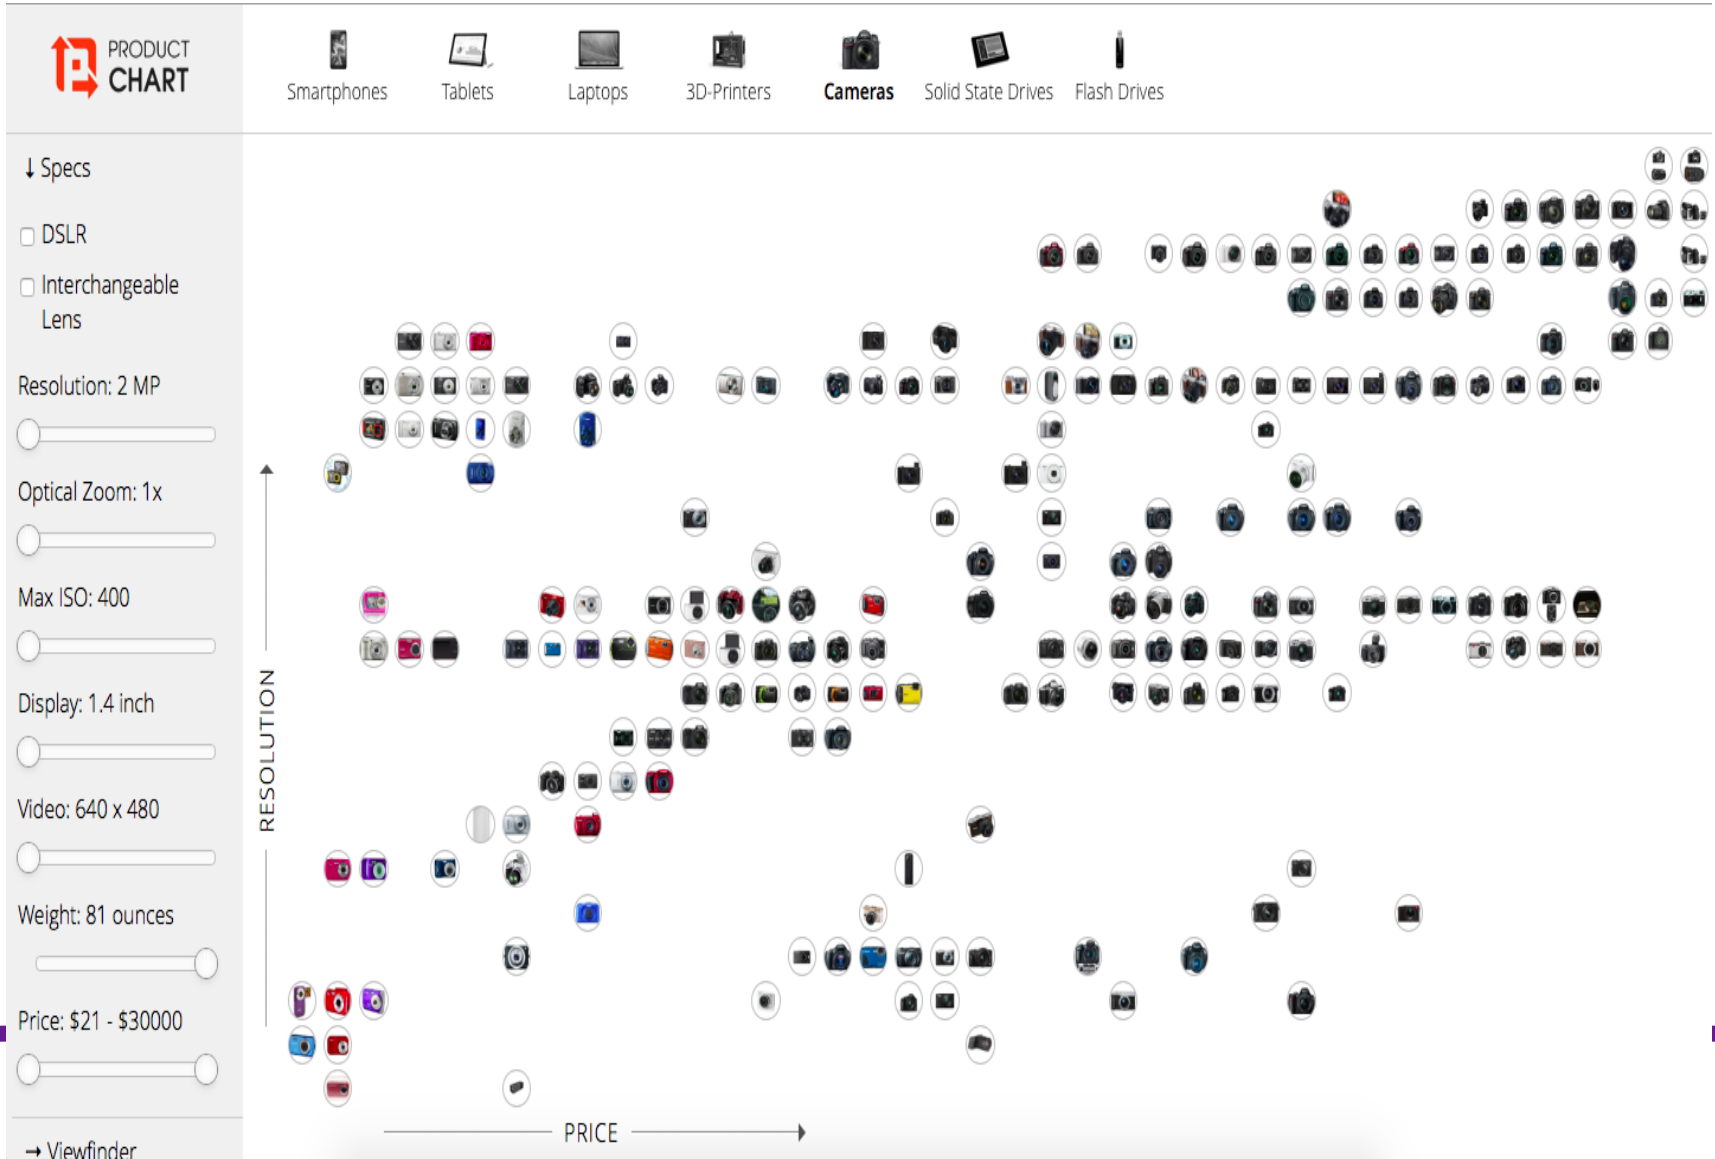 PRODUCT
CHART
Smartphones
Tablets
Laptops
3D-Printers
Cameras
Solid State Drives
Flash Drives
↓ Specs
DSLR
Interchangeable
Lens
Resolution: 2 MP
Optical Zoom: 1x
Max ISO: 400
Display: 1.4 inch
Video: 640 x 480
Weight: 81 ounces
Price: $21 - $30000
→ Viewfinder
RESOLUTION
PRICE